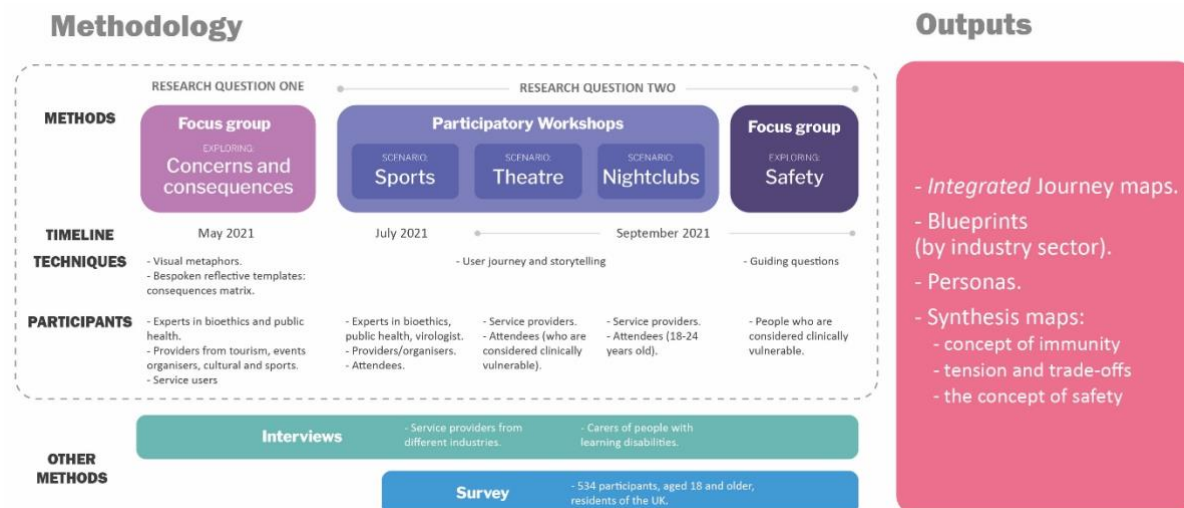 Methodology
Outputs
RESEARCH QUESTION ONE
RESEARCH QUESTION TWO
METHODS
Focus group
EXPLORING:
Concerns and
consequences
Participatory Workshops
SCENARIO:
Sports
SCENARIO:
Theatre
SCENARIO:
Nightclubs
Focus group
EXPLORING:
Safety
TIMELINE
May 2021
July 2021
September 2021
TECHNIQUES
- Visual metaphors.
- Bespoken reflective templates:
consequences matrix.
- User journey and storytelling
- Guiding questions
PARTICIPANTS
- Experts in bioethics and public
health.
- Providers from tourism, events
organisers, cultural and sports.
- Service users
- Experts in bioethics,
public health, virologist.
- Providers/organisers.
- Attendees.
- Service providers.
- Attendees (who are
considered clinically
vulnerable).
- Service providers.
- Attendees (18-24
years old).
- People who are
considered clinically
vulnerable.
OTHER
METHODS
Interviews
- Service providers from
different industries.
- Carers of people with
learning disabilities.
Survey
- 534 participants, aged 18 and older,
residents of the UK.
- Integrated Journey maps.
- Blueprints
(by industry sector).
- Personas.
- Synthesis maps:
- concept of immunity
- tension and trade-offs
- the concept of safety